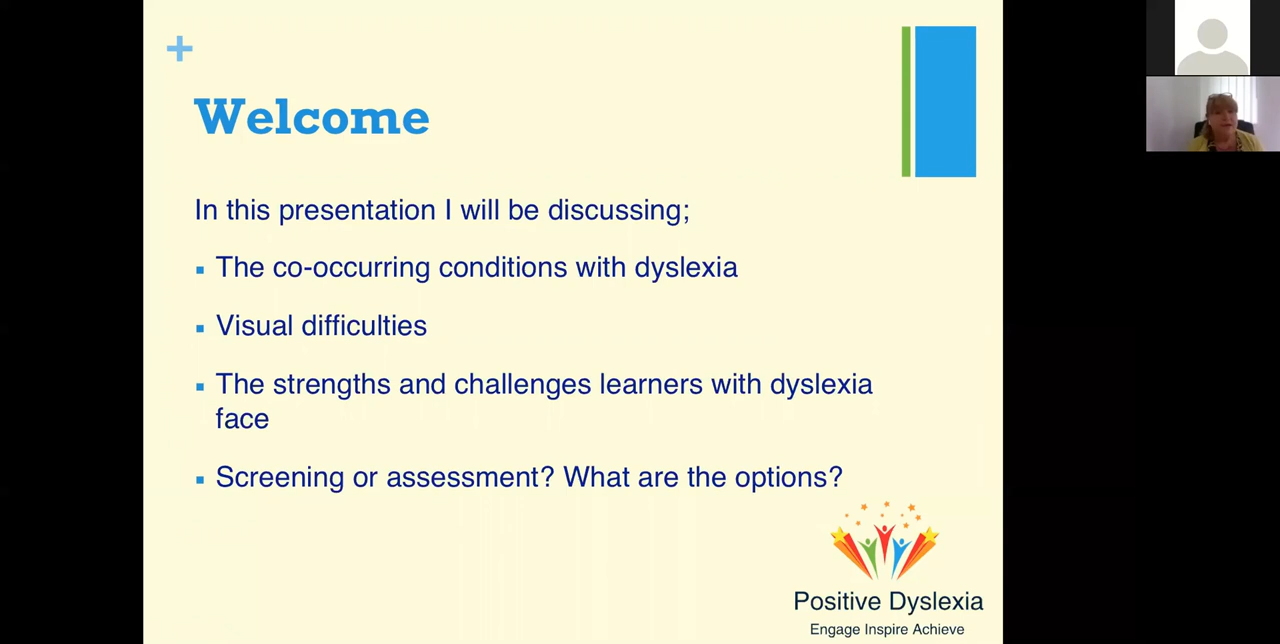 Welcome
In this presentation I will be discussing;
The co-occurring conditions with dyslexia
Visual difficulties
The strengths and challenges learners with dyslexia
face
Screening or assessment? What are the options?
Positive Dyslexia
Engage Inspire Achieve